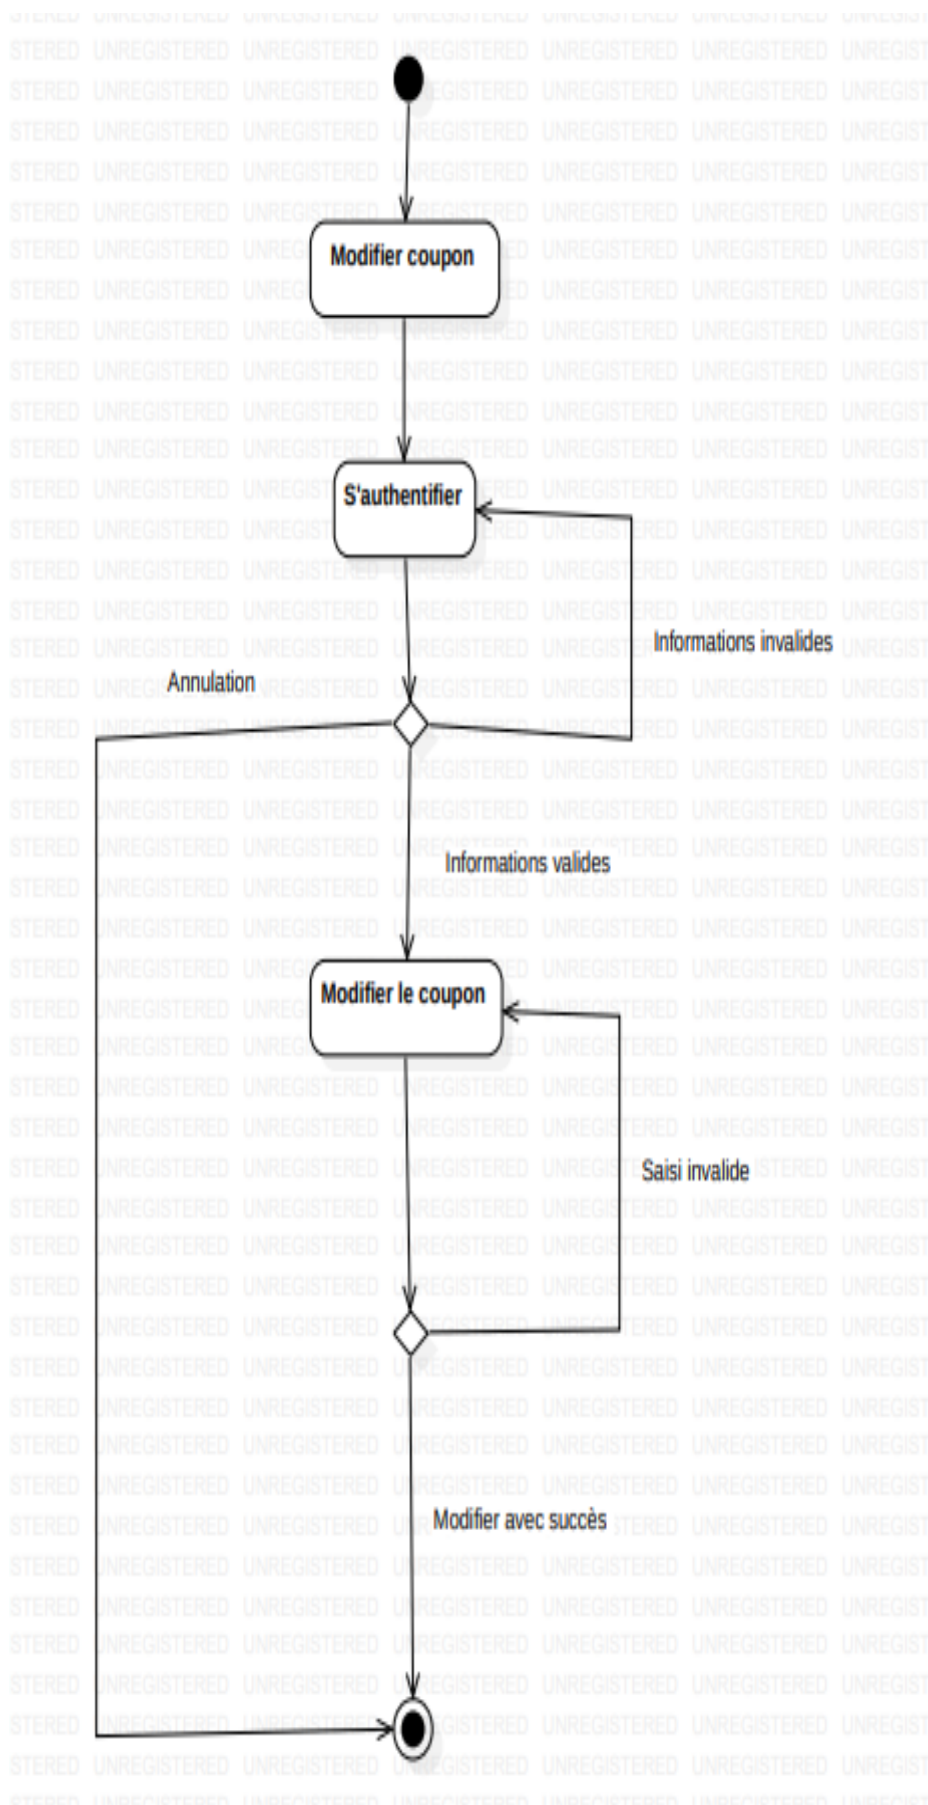 Modifier coupon
S'authentifier
Informations invalides
Annulation
Informations valides
Modifier le coupon
Saisi invalide
Modifier avec succès